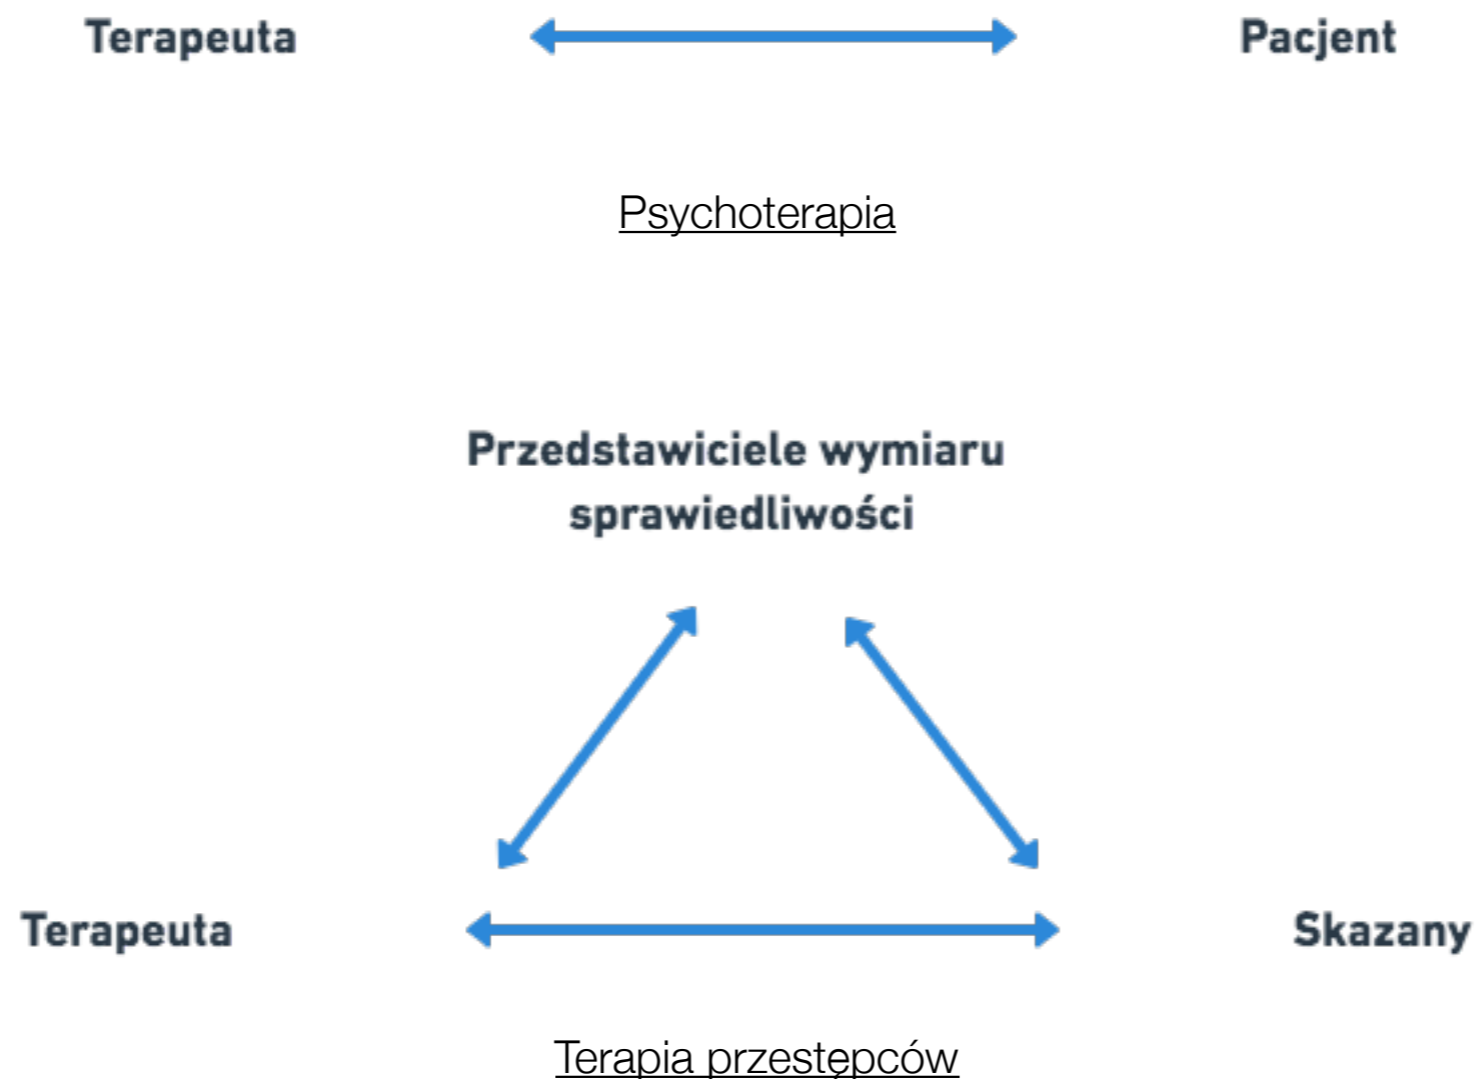 Terapeuta
Pacjent
Psychoterapia
Przedstawiciele wymiaru
sprawiedliwości
Terapeuta
Skazany
Terapia przestępców